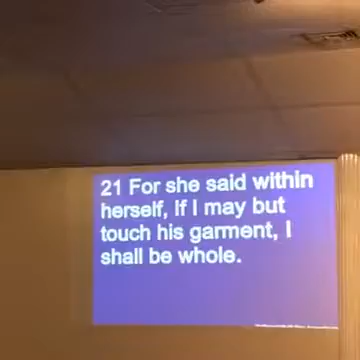 21 For she said within
herself, If I may but
touch his garment, I
shall be whole.